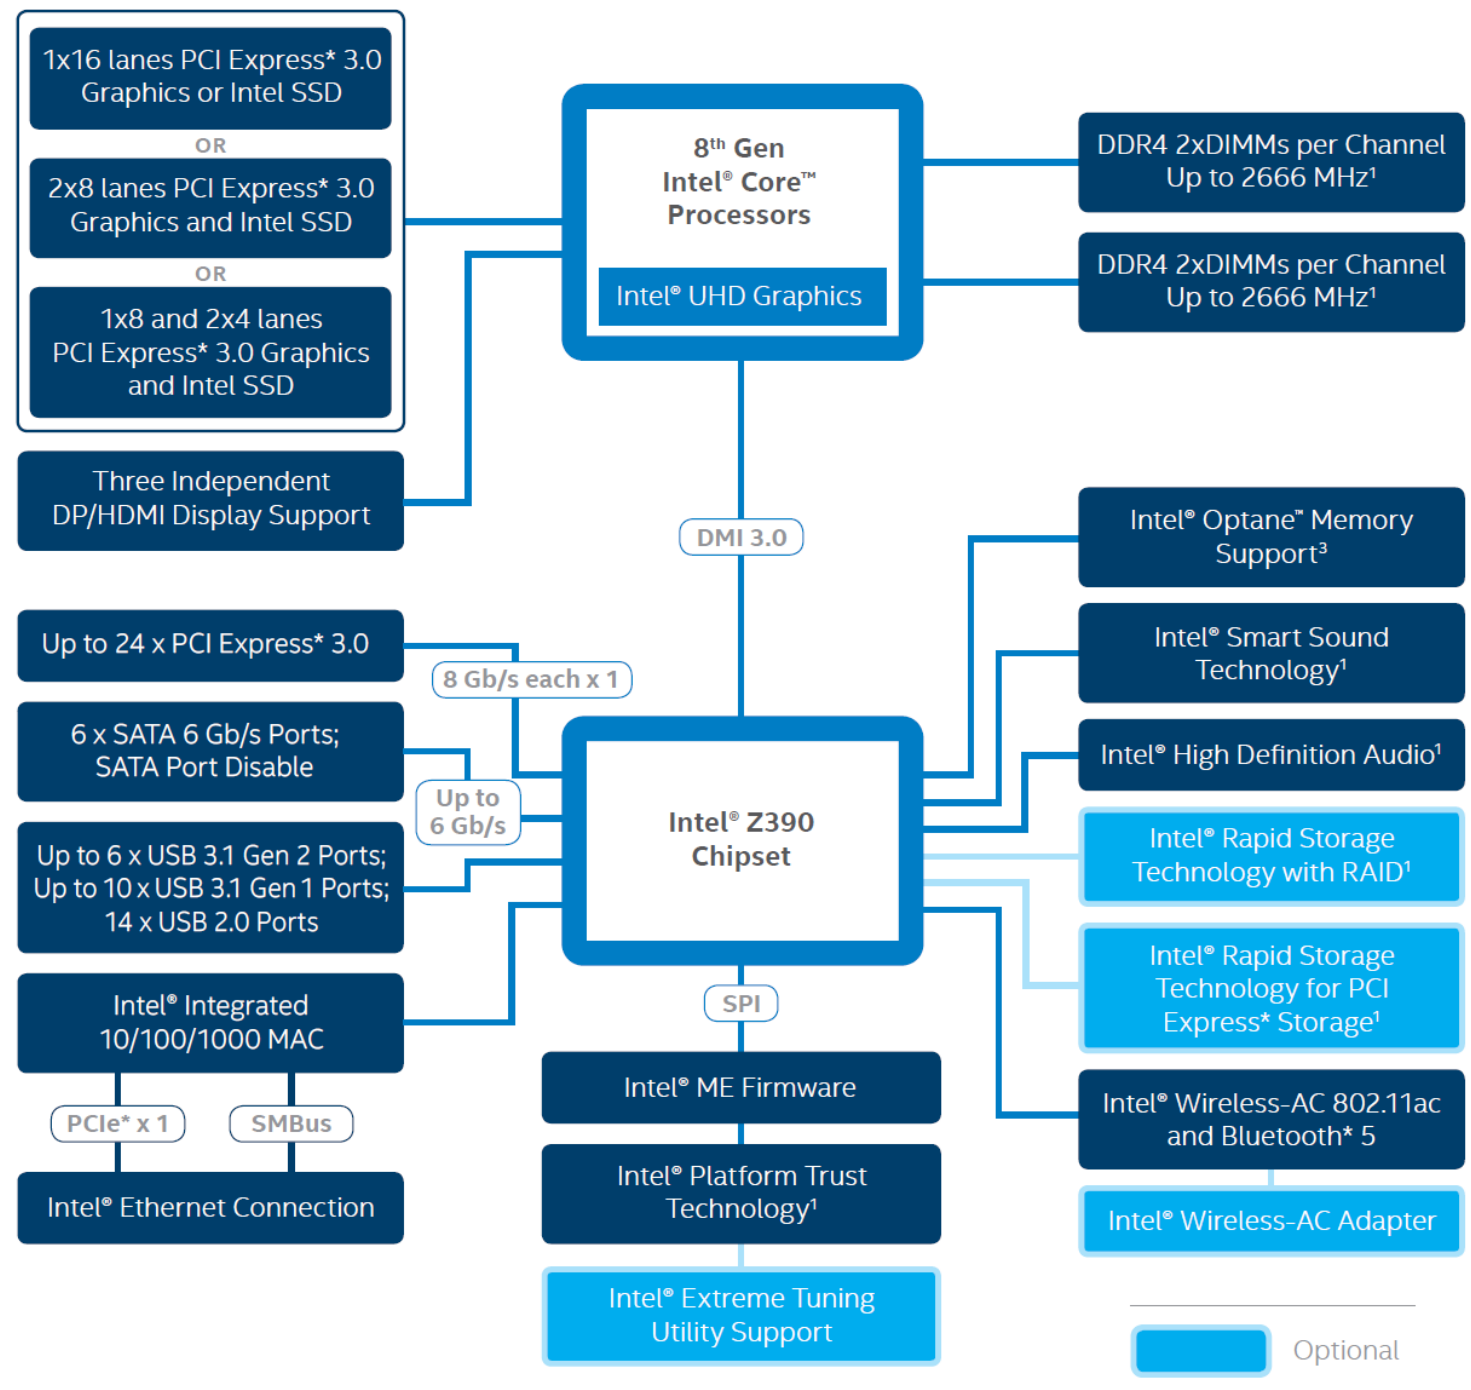 1x16 lanes PCI Express* 3.0
Graphics or Intel SSD
OR
2x8 lanes PCI Express* 3.0
Graphics and Intel SSD
OR
1x8 and 2x4 lanes
PCI Express* 3.0 Graphics
and Intel SSD
Three Independent
DP/HDMI Display Support
8th Gen
Intel® Core™
Processors
Intel® UHD Graphics
DDR4 2xDIMMs per Channel
Up to 2666 MHz¹
DDR4 2xDIMMs per Channel
Up to 2666 MHz¹
DMI 3.0
Up to 24 x PCI Express* 3.0
8 Gb/s each x 1
6 x SATA 6 Gb/s Ports;
SATA Port Disable
Up to
6 Gb/s
Up to 6 x USB 3.1 Gen 2 Ports;
Up to 10 x USB 3.1 Gen 1 Ports;
14 x USB 2.0 Ports
Intel® Integrated
10/100/1000 MAC
PCIe* x 1
SMBus
Intel® Ethernet Connection
Intel® Z390
Chipset
SPI
Intel® ME Firmware
Intel® Platform Trust
Technology¹
Intel® Extreme Tuning
Utility Support
Intel® Optane™ Memory
Support³
Intel® Smart Sound
Technology¹
Intel® High Definition Audio¹
Intel® Rapid Storage
Technology with RAID¹
Intel® Rapid Storage
Technology for PCI
Express* Storage¹
Intel® Wireless-AC 802.11ac
and Bluetooth* 5
Intel® Wireless-AC Adapter
Optional